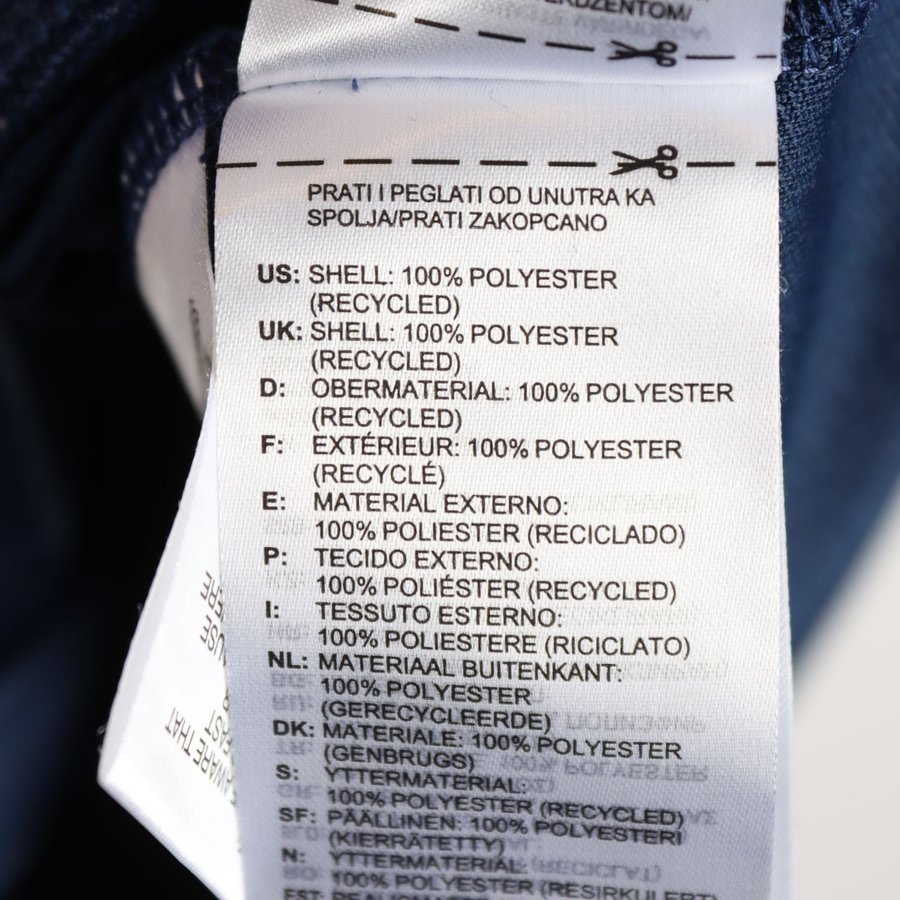 PRATI I PEGLATI OD UNUTRA KA
SPOLJA/PRATI ZAKOPCANO
US: SHELL: 100% POLYESTER
(RECYCLED)
UK: SHELL: 100% POLYESTER
(RECYCLED)
D: OBERMATERIAL: 100% POLYESTER
(RECYCLED)
F: EXTÉRIEUR: 100% POLYESTER
(RECYCLÉ)
E: MATERIAL EXTERNO:
100% POLIESTER (RECICLADO)
P: TECIDO EXTERNO:
100% POLIÉSTER (RECYCLED)
I: TESSUTO ESTERNO:
100% POLIESTERE (RICICLATO)
NL: MATERIAAL BUITENKANT:
100% POLYESTER
(GERECYCLEERDE)
DK: MATERIALE: 100% POLYESTER
(GENBRUGS)
S: YTTERMATERIAL:
100% POLYESTER (RECYCLED)
SF: PÄÄLLINEN: 100% POLYESTERI
(KIERRÄTETTY)
N: YTTERMATERIAL:
100% POLYESTER (RESIRKULERT)
AWARE THAT